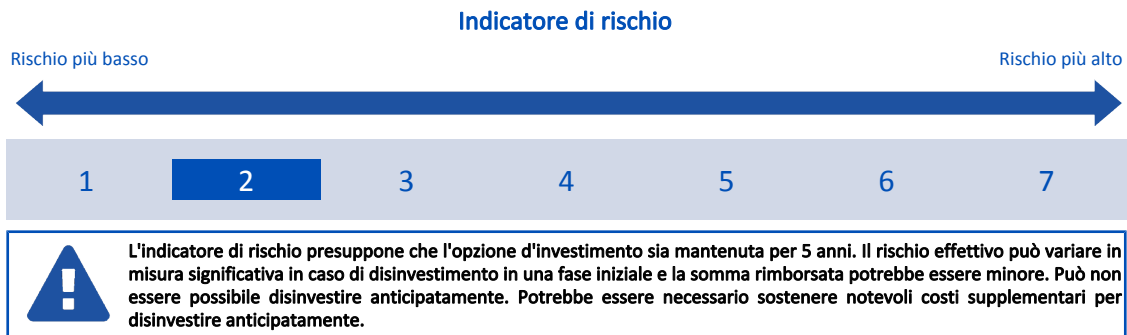 Indicatore di rischio
Rischio più basso
Rischio più alto
1 2 3 4 5 6 7
L'indicatore di rischio presuppone che l'opzione d'investimento sia mantenuta per 5 anni. Il rischio effettivo può variare in
misura significativa in caso di disinvestimento in una fase iniziale e la somma rimborsata potrebbe essere minore. Può non
essere possibile disinvestire anticipatamente. Potrebbe essere necessario sostenere notevoli costi supplementari per
disinvestire anticipatamente.